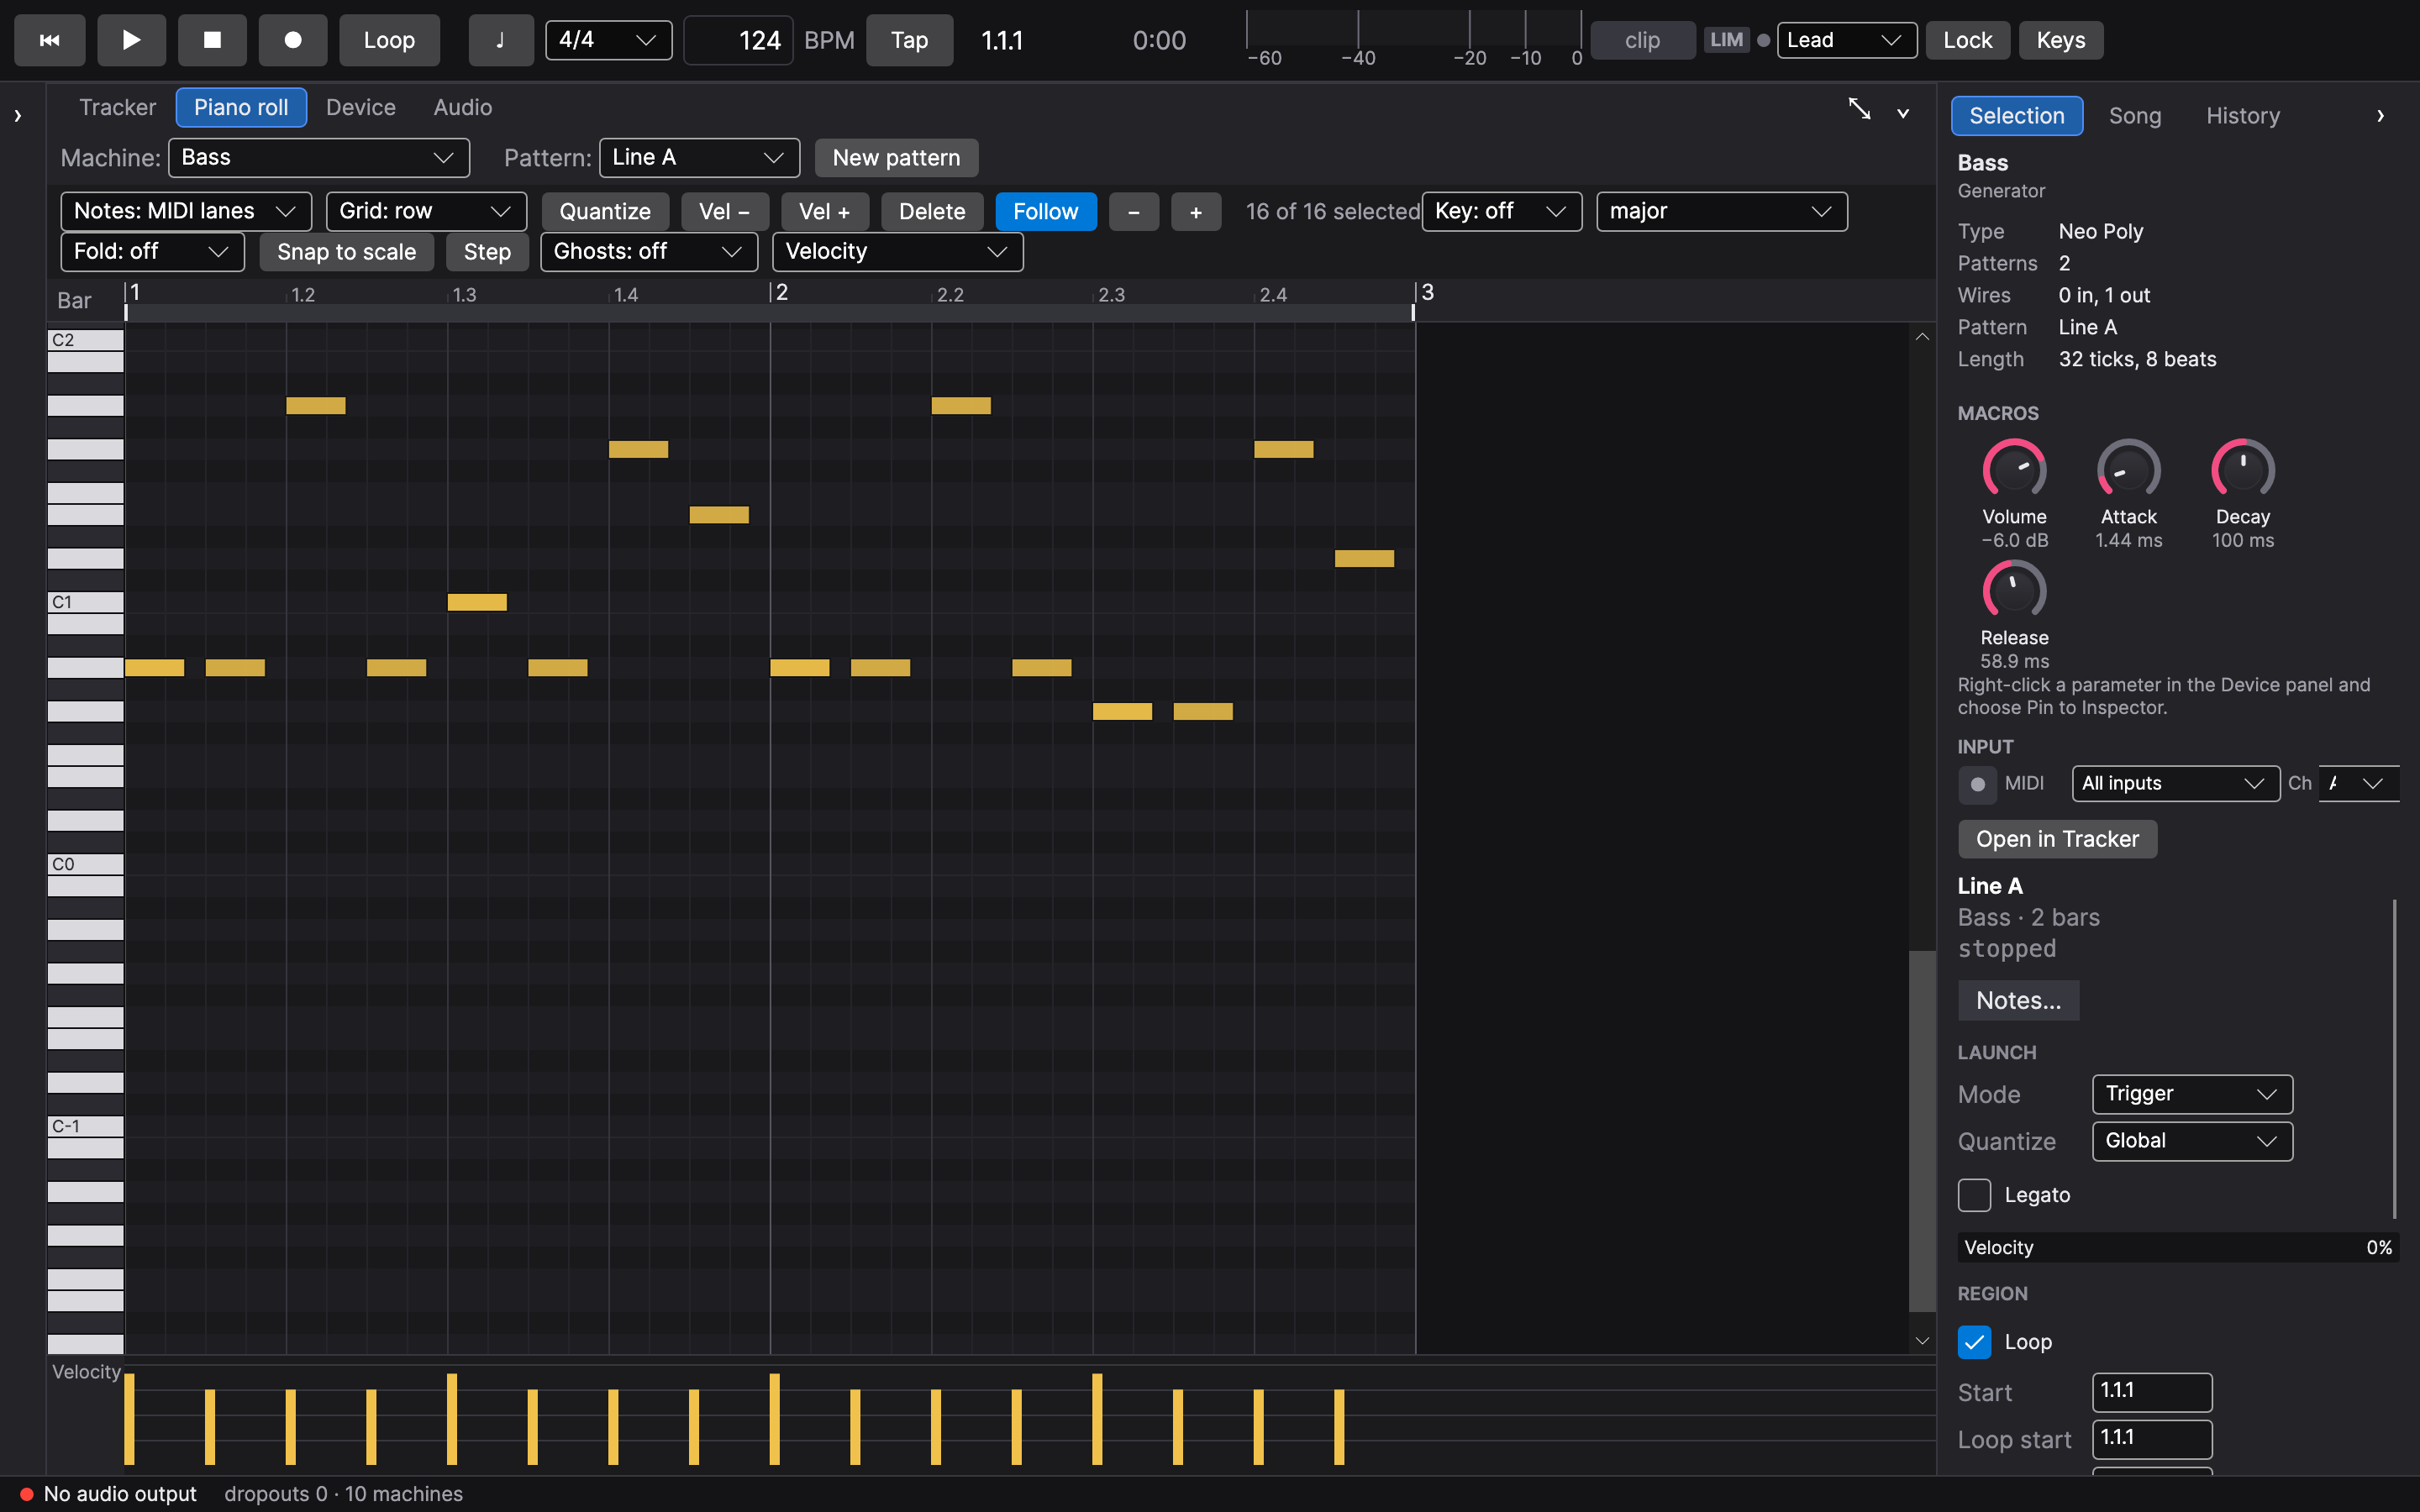 Loop 4/4 124 BPM Tap 1.1.1 0:00 −60 −40 −20 −10 0 clip LIM Lead Lock Keys
Tracker Piano roll Device Audio
Machine: Bass Pattern: Line A New pattern
Notes: MIDI lanes Grid: row Quantize Vel − Vel + Delete Follow − + 16 of 16 selected Key: off major
Fold: off Snap to scale Step Ghosts: off Velocity
Bar 1 1.2 1.3 1.4 2 2.2 2.3 2.4 3
C2
C1
C0
C-1
Velocity
Selection Song History
Bass
Generator
Type Neo Poly
Patterns 2
Wires 0 in, 1 out
Pattern Line A
Length 32 ticks, 8 beats
MACROS
Volume Attack Decay
−6.0 dB 1.44 ms 100 ms
Release
58.9 ms
Right-click a parameter in the Device panel and
choose Pin to Inspector.
INPUT
MIDI All inputs Ch
Open in Tracker
Line A
Bass · 2 bars
stopped
Notes...
LAUNCH
Mode Trigger
Quantize Global
Legato
Velocity 0%
REGION
Loop
Start 1.1.1
Loop start 1.1.1
No audio output dropouts 0 · 10 machines